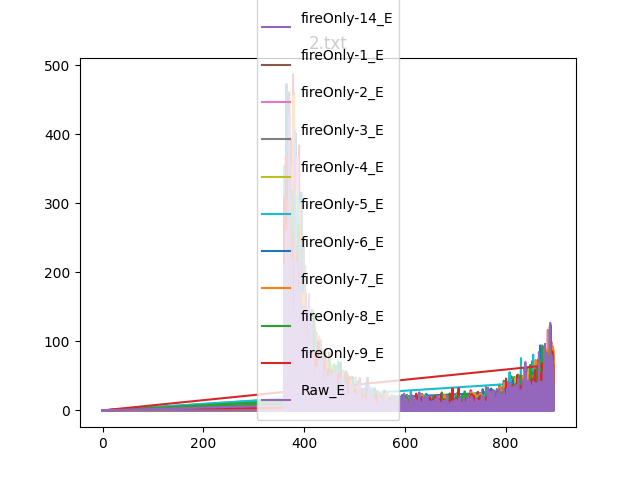 fireOnly-14_E
2.txt
fireOnly-1_E
fireOnly-2_E
fireOnly-3_E
fireOnly-4_E
fireOnly-5_E
fireOnly-6_E
fireOnly-7_E
fireOnly-8_E
fireOnly-9_E
Raw_E
500
400
300
200
100
0
0 200 400 600 800